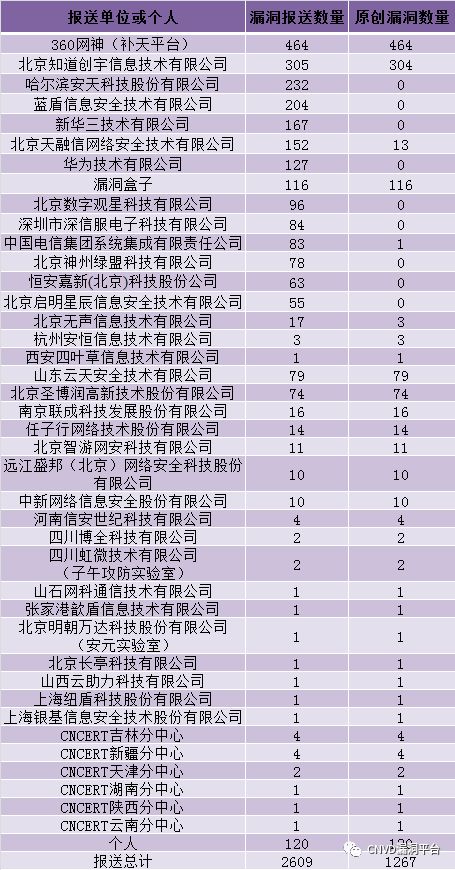 报送单位或个人 漏洞报送数量 原创漏洞数量
360网神（补天平台） 464 464
北京知道创宇信息技术有限公司 305 304
哈尔滨安天科技股份有限公司 232 0
蓝盾信息安全技术有限公司 204 0
新华三技术有限公司 167 0
北京天融信网络安全技术有限公司 152 13
华为技术有限公司 127 0
漏洞盒子 116 116
北京数字观星科技有限公司 96 0
深圳市深信服电子科技有限公司 84 0
中国电信集团系统集成有限责任公司 83 1
北京神州绿盟科技有限公司 78 0
恒安嘉新(北京)科技股份公司 63 0
北京启明星辰信息安全技术有限公司 55 0
北京无声信息技术有限公司 17 3
杭州安恒信息技术有限公司 3 3
西安四叶草信息技术有限公司 1 1
山东云天安全技术有限公司 79 79
北京圣博润高新技术股份有限公司 74 74
南京联成科技发展股份有限公司 16 16
任子行网络技术股份有限公司 14 14
北京智游网安科技有限公司 11 11
远江盛邦（北京）网络安全科技股份
有限公司 10 10
中新网络信息安全股份有限公司 10 10
河南信安世纪科技有限公司 4 4
四川博全科技有限公司 2 2
四川虹微技术有限公司
（子午攻防实验室） 2 2
山石网科通信技术有限公司 1 1
张家港歆盾信息技术有限公司 1 1
北京明朝万达科技股份有限公司
（安元实验室） 1 1
北京长亭科技有限公司 1 1
山西云助力科技有限公司 1 1
上海纽盾科技股份有限公司 1 1
上海银基信息安全技术股份有限公司 1 1
CNCERT吉林分中心 4 4
CNCERT新疆分中心 4 4
CNCERT天津分中心 2 2
CNCERT湖南分中心 1 1
CNCERT陕西分中心 1 1
CNCERT云南分中心 1 1
个人 120 120
CNVD漏洞平台
报送总计 2609 1267